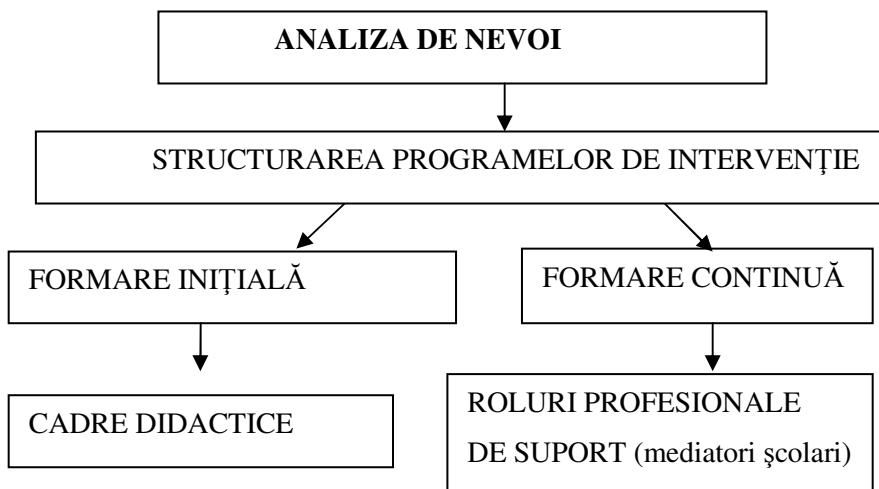 ANALIZA DE NEVOI
STRUCTURAREA PROGRAMELOR DE INTERVENŢIE
FORMARE INIŢIALĂ
FORMARE CONTINUĂ
CADRE DIDACTICE
ROLURI PROFESIONALE
DE SUPORT (mediatori şcolari)